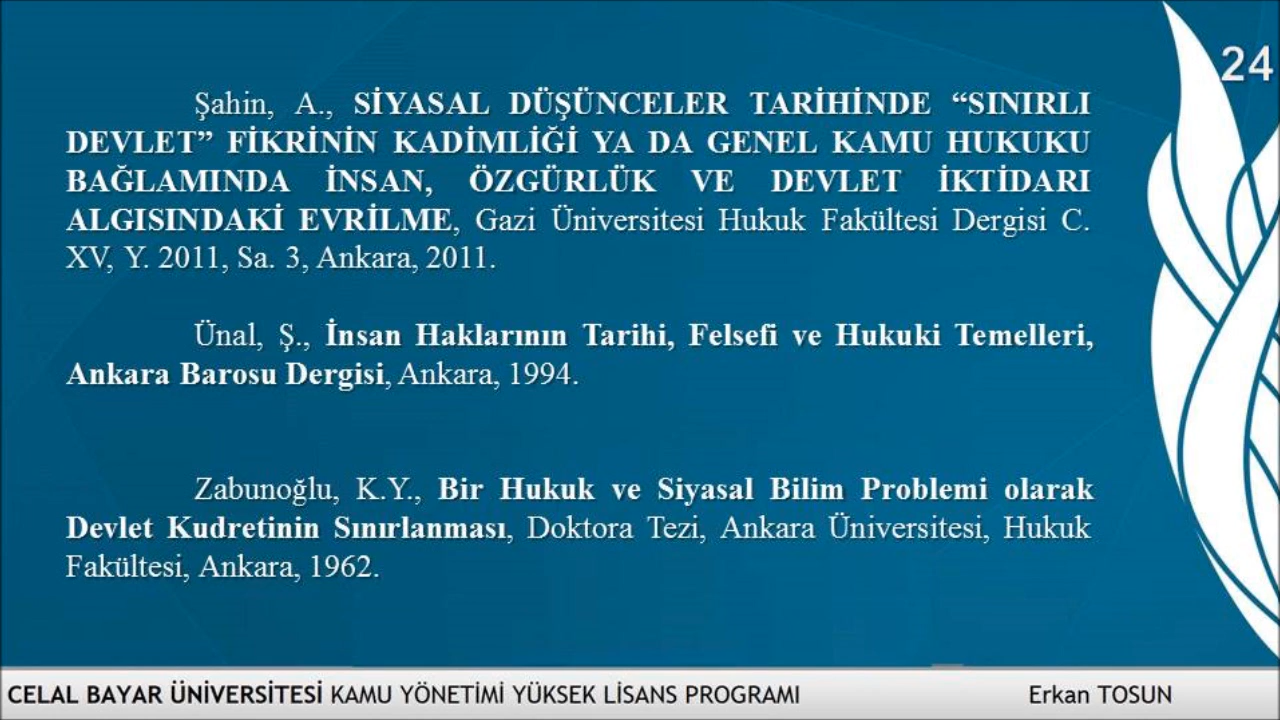 24
Şahin, A., SİYASAL DÜŞÜNCELER TARİHİNDE “SINIRLI
DEVLET” FİKRİNİN KADİMLİĞİ YA DA GENEL KAMU HUKUKU
BAĞLAMINDA İNSAN, ÖZGÜRLÜK VE DEVLET İKTİDARI
ALGISINDAKİ EVRİLME, Gazi Üniversitesi Hukuk Fakültesi Dergisi C.
XV, Y. 2011, Sa. 3, Ankara, 2011.
Ünal, Ş., İnsan Haklarının Tarihi, Felsefi ve Hukuki Temelleri,
Ankara Barosu Dergisi, Ankara, 1994.
Zabunoğlu, K.Y., Bir Hukuk ve Siyasal Bilim Problemi olarak
Devlet Kudretinin Sınırlanması, Doktora Tezi, Ankara Üniversitesi, Hukuk
Fakültesi, Ankara, 1962.
CELAL BAYAR ÜNİVERSİTESİ KAMU YÖNETİMİ YÜKSEK LİSANS PROGRAMI Erkan TOSUN